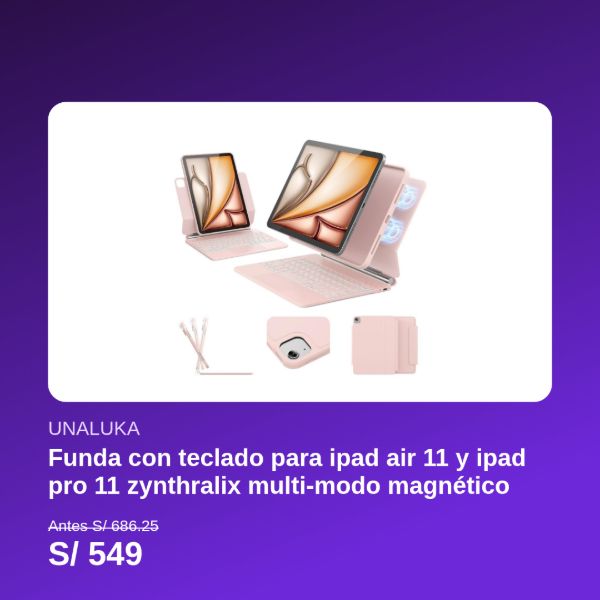 UNALUKA
Funda con teclado para ipad air 11 y ipad
pro 11 zynthralix multi-modo magnético
Antes S/ 686.25
S/ 549